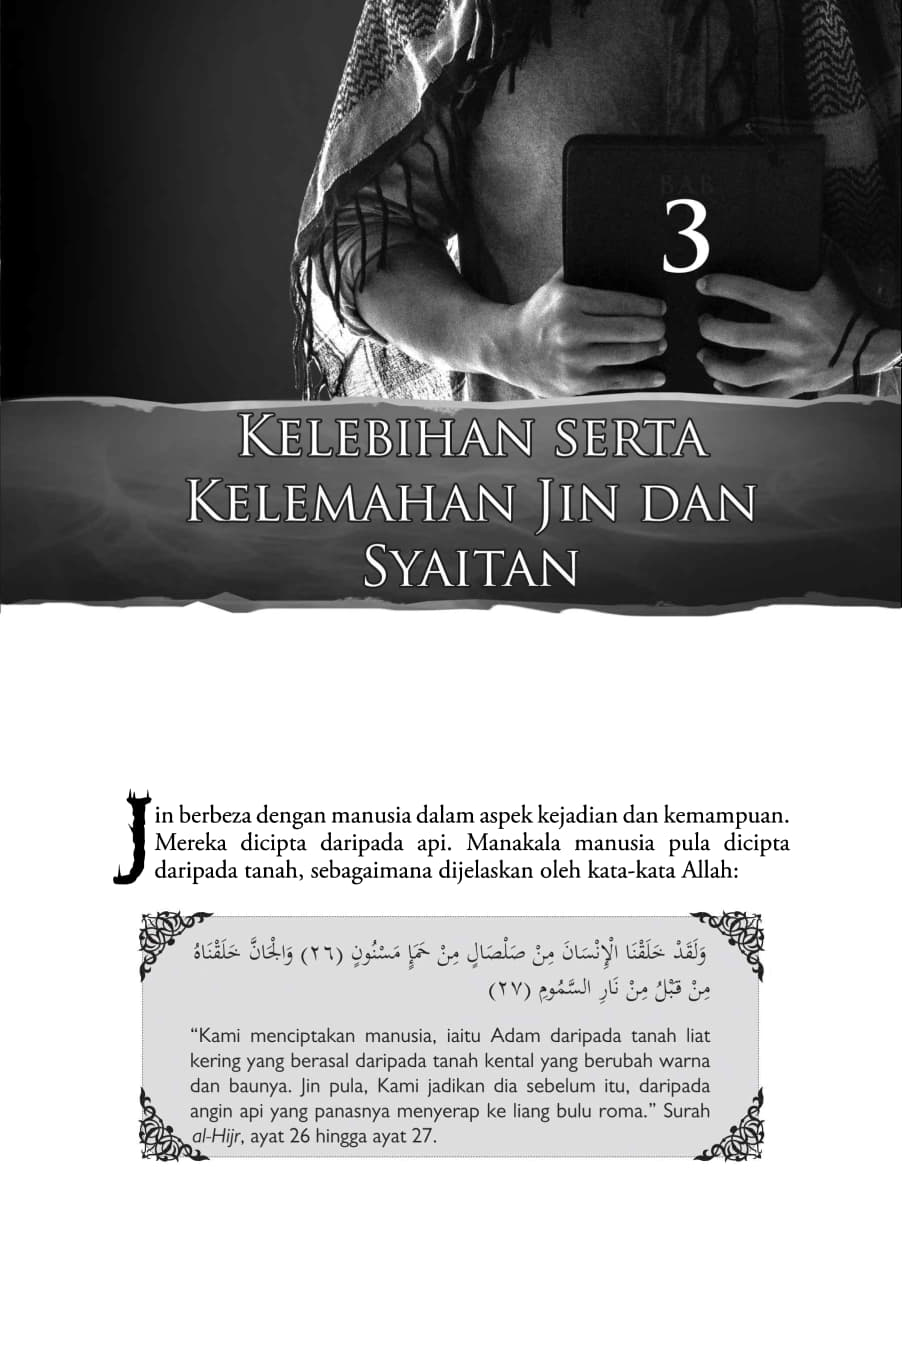 BAB
3
KELEBIHAN SERTA
KELEMAHAN JIN DAN
SYAITAN
Jin berbeza dengan manusia dalam aspek kejadian dan kemampuan.
Mereka dicipta daripada api. Manakala manusia pula dicipta
daripada tanah, sebagaimana dijelaskan oleh kata-kata Allah:
وَلَقَدْ خَلَقْنَا الْإِنْسَانَ مِنْ صَلْصَالٍ مِنْ حَمَإٍ مَسْنُونٍ (٢٦) وَالْجَانَّ خَلَقْنَاهُ
مِنْ قَبْلُ مِنْ نَارِ السَّمُومِ (٢٧)
“Kami menciptakan manusia, iaitu Adam daripada tanah liat
kering yang berasal daripada tanah kental yang berubah warna
dan baunya. Jin pula, Kami jadikan dia sebelum itu, daripada
angin api yang panasnya menyerap ke liang bulu roma.” Surah
al-Hijr, ayat 26 hingga ayat 27.